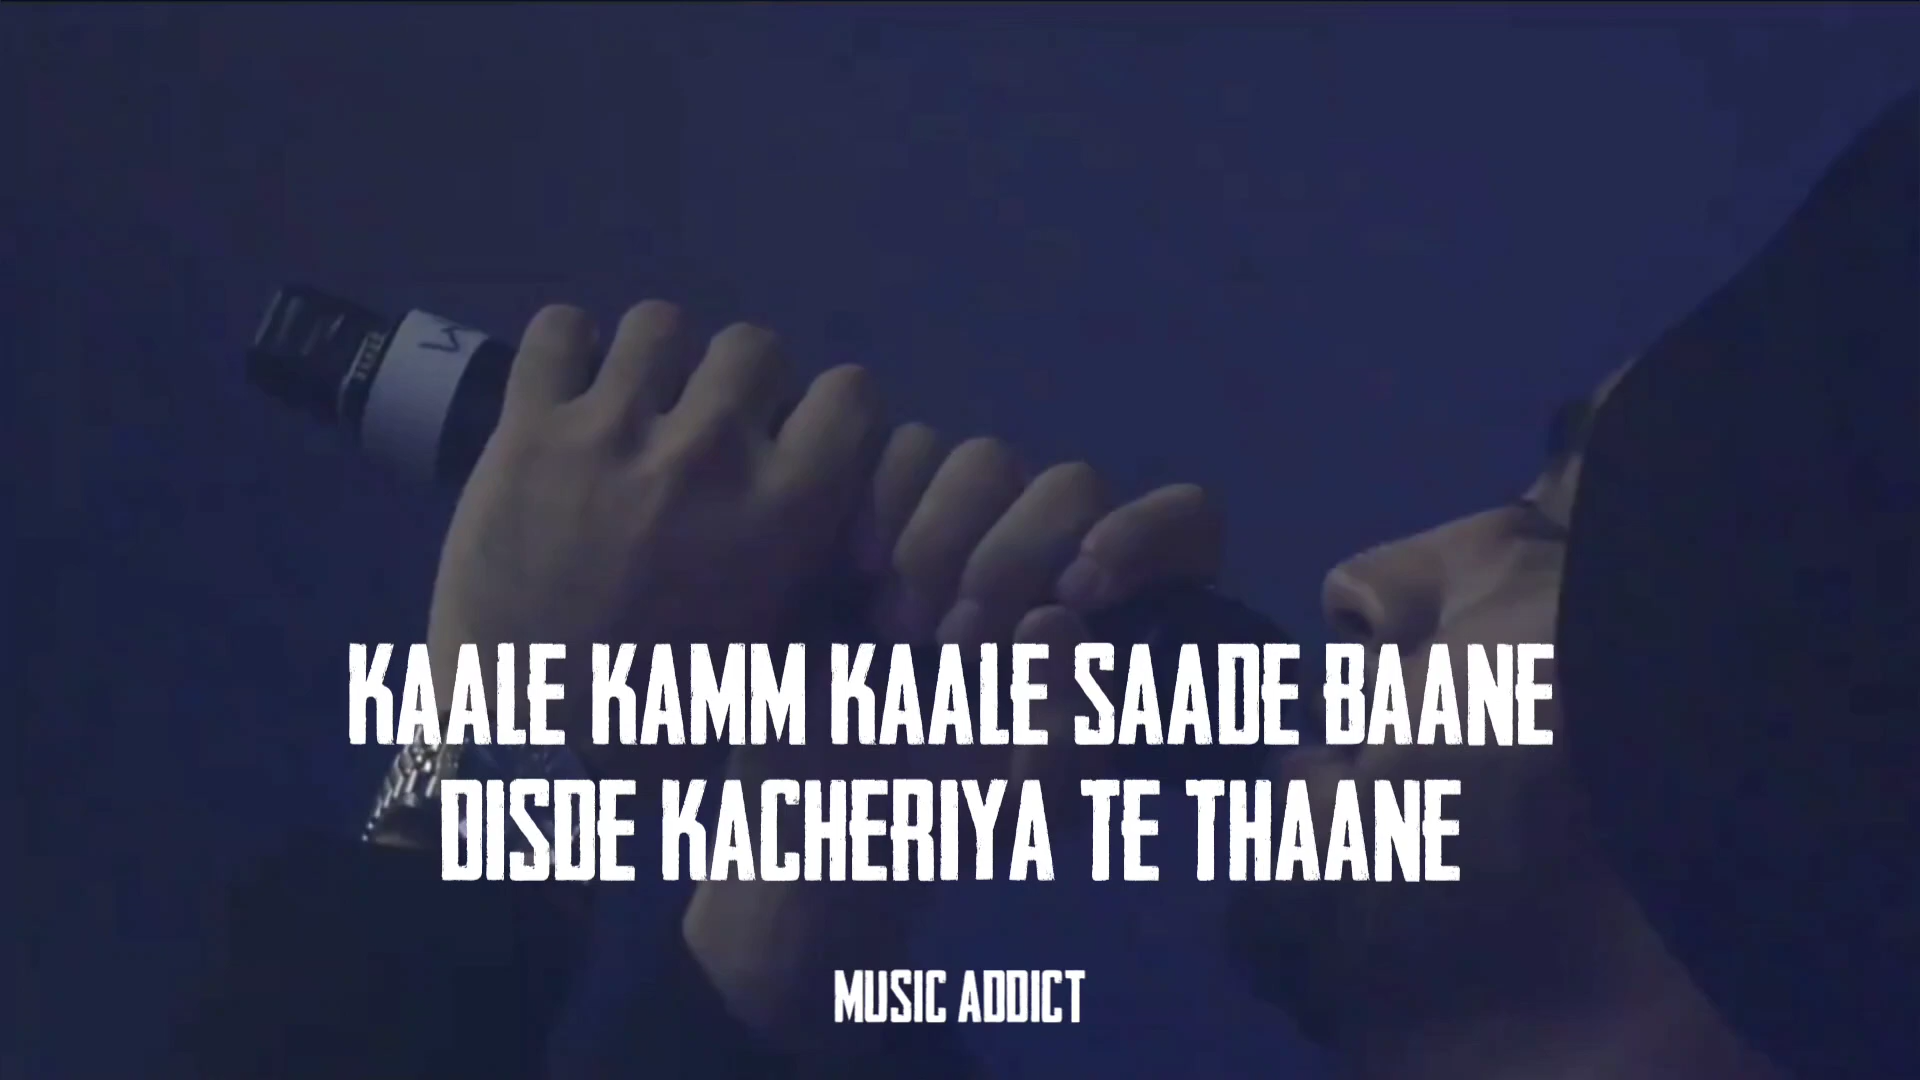 KAALE KAMM KAALE SAADE BAANE
DISDE KACHERIYA TE THAANE
MUSIC ADDICT